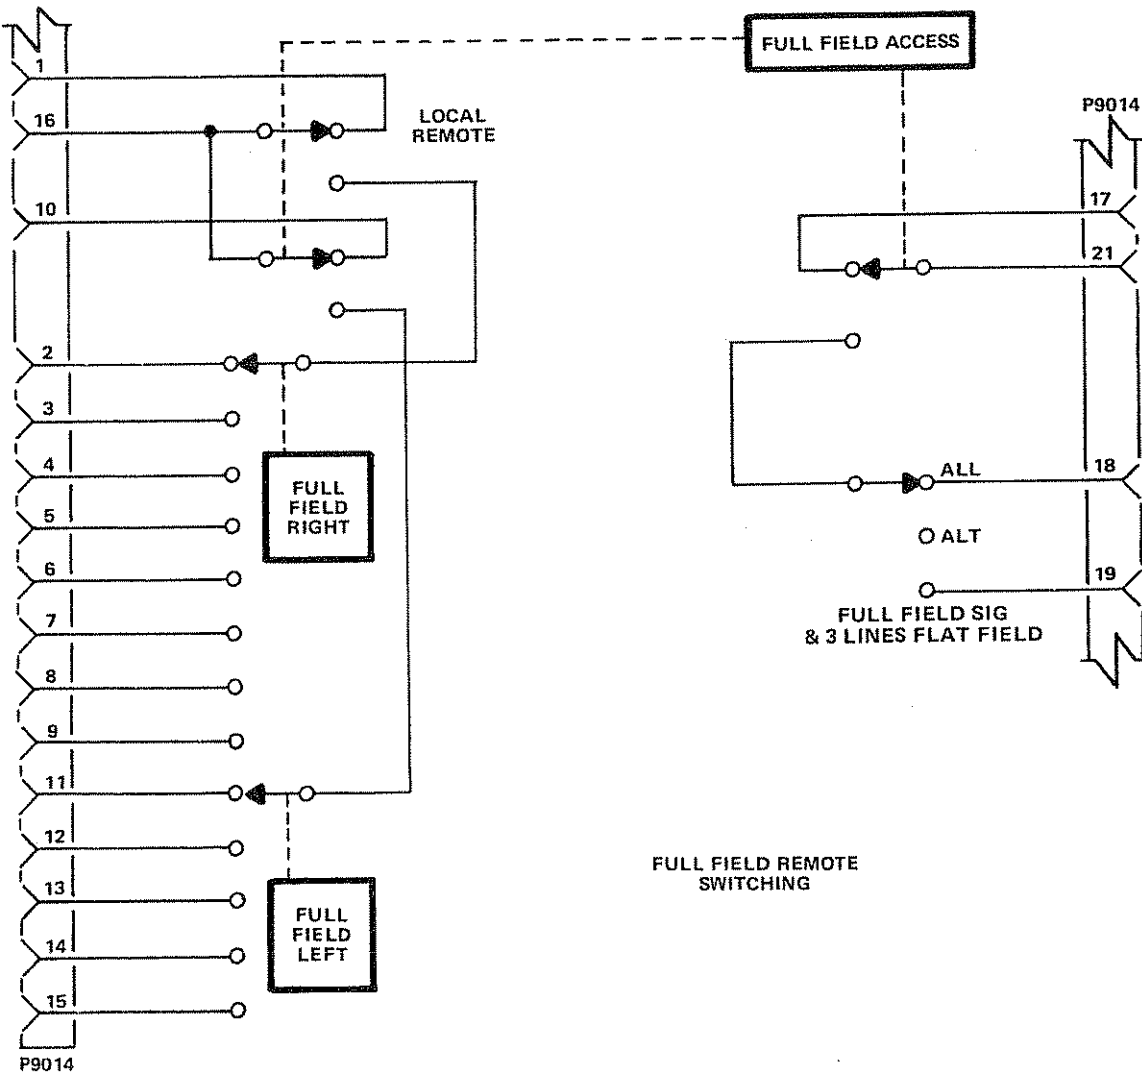 FULL FIELD ACCESS
1
LOCAL
REMOTE
16
10
P9014
17
21
2
3
4
5
6
7
8
9
11
12
13
14
15
FULL
FIELD
RIGHT
ALL
18
ALT
19
FULL FIELD SIG
& 3 LINES FLAT FIELD
FULL
FIELD
LEFT
FULL FIELD REMOTE
SWITCHING
P9014